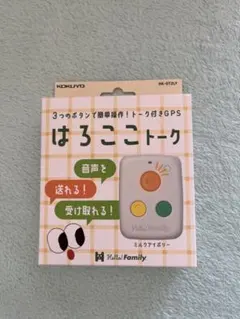 KOKUYO
3つのボタンで簡単操作!トーク付きGPS
はろここトーク
音声を
送れる!
受け取れる!
Hello! Family.
ミルクアイボリー
Hello! Family.